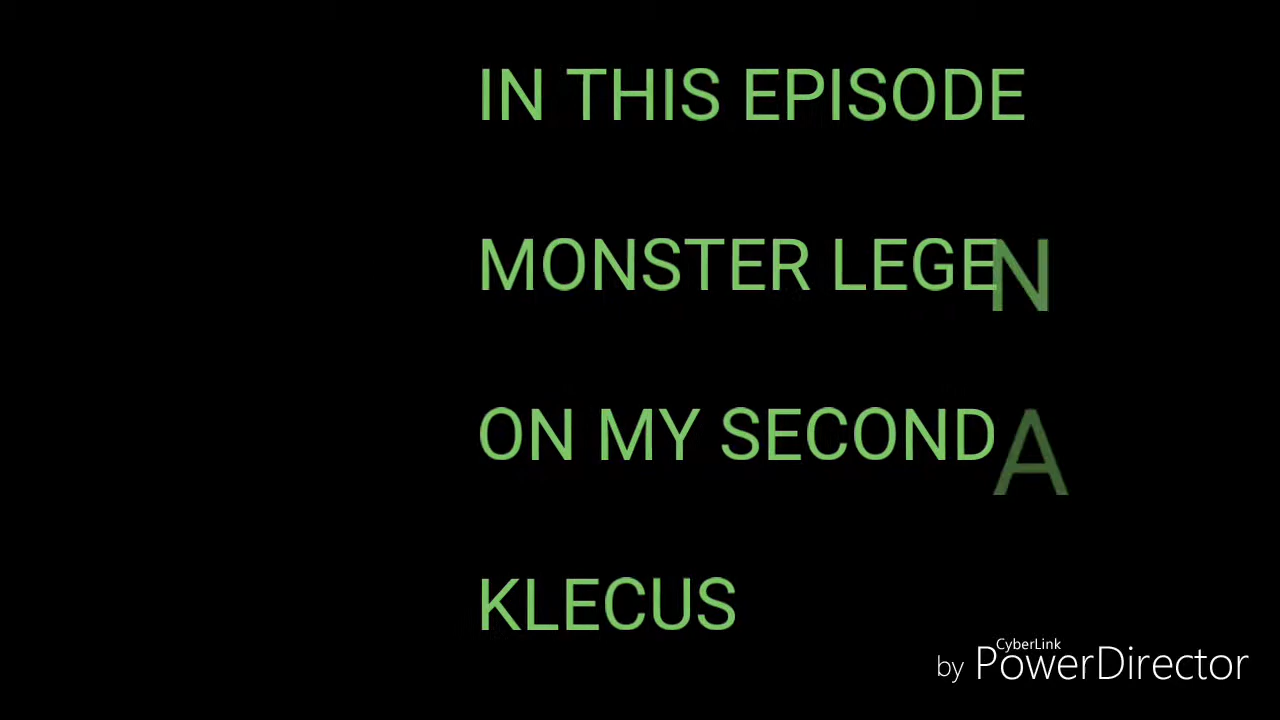 IN THIS EPISODE
MONSTER LEGEN
ON MY SECOND A
KLECUS
by CyberLink PowerDirector